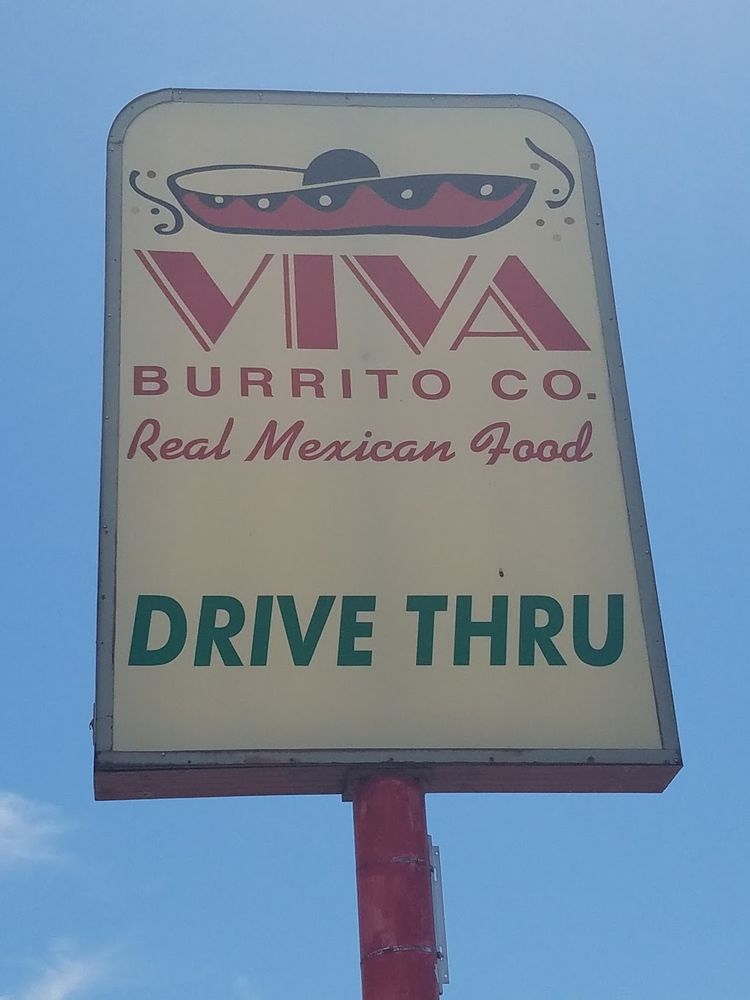 VIVA
BURRITO CO.
Real Mexican Food
DRIVE THRU